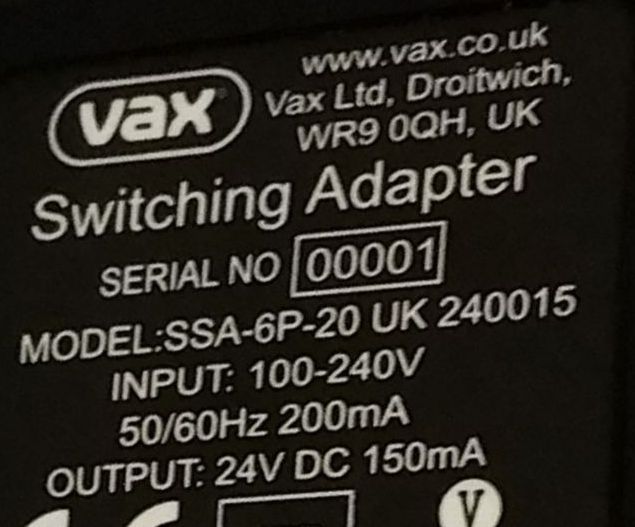 www.vax.co.uk
vax
Vax Ltd, Droitwich,
WR9 0QH, UK
Switching Adapter
SERIAL NO 00001
MODEL:SSA-6P-20 UK 240015
INPUT: 100-240V
50/60Hz 200mA
OUTPUT: 24V DC 150mA
V